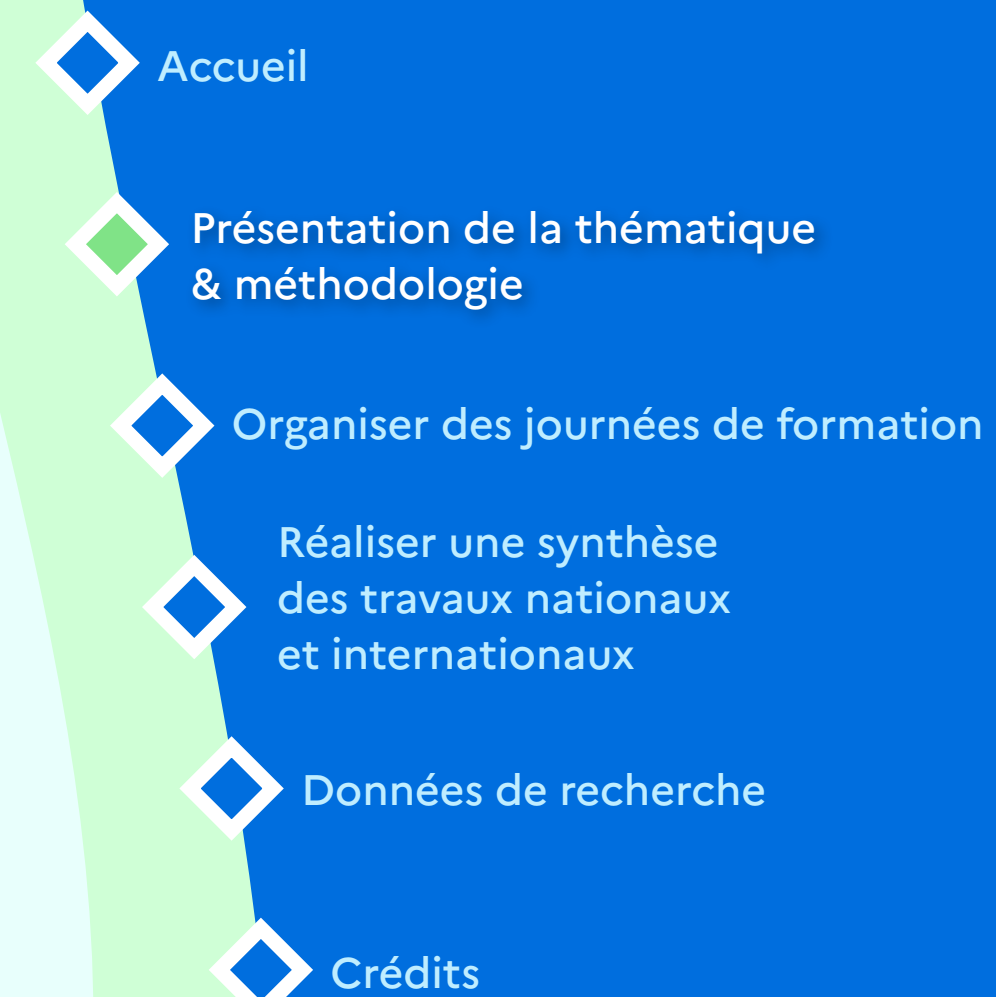 Accueil
Présentation de la thématique
& méthodologie
Organiser des journées de formation
Réaliser une synthèse
des travaux nationaux
et internationaux
Données de recherche
Crédits